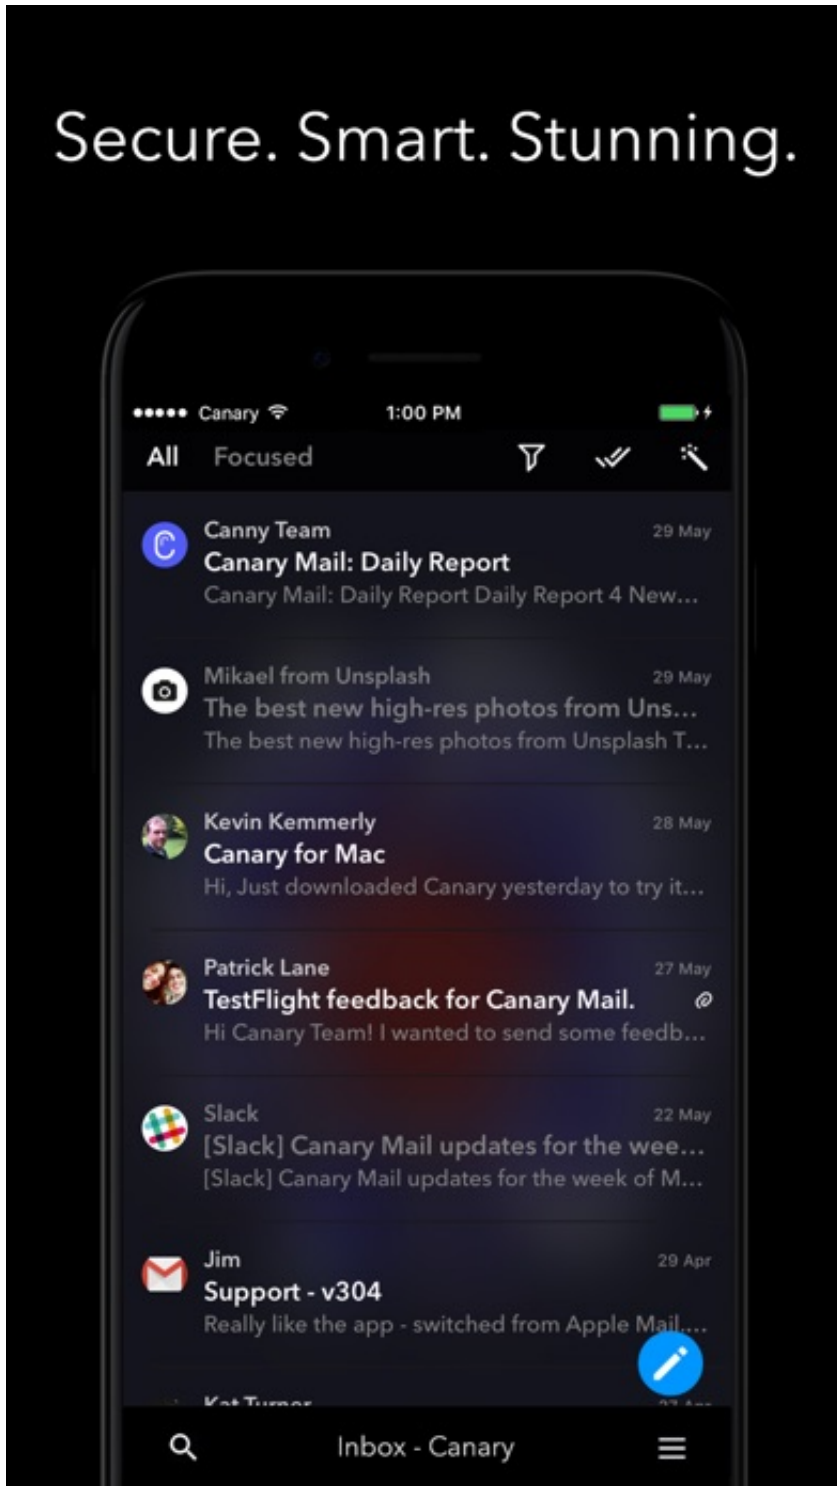 Secure. Smart. Stunning.
Canary 1:00 PM
All Focused
Canny Team 29 May
Canary Mail: Daily Report
Canary Mail: Daily Report Daily Report 4 New...
Mikael from Unsplash 29 May
The best new high-res photos from Uns...
The best new high-res photos from Unsplash T...
Kevin Kemmerly 28 May
Canary for Mac
Hi, Just downloaded Canary yesterday to try it...
Patrick Lane 27 May
TestFlight feedback for Canary Mail.
Hi Canary Team! I wanted to send some feedb...
Slack 22 May
[Slack] Canary Mail updates for the wee...
[Slack] Canary Mail updates for the week of M...
Jim 29 Apr
Support - v304
Really like the app - switched from Apple Mail....
Kat Turner 27 Apr
Inbox - Canary